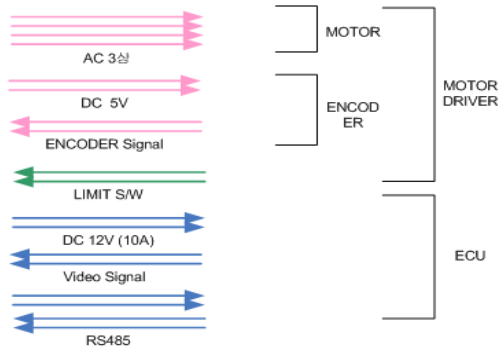 AC 3상
DC 5V
ENCODER Signal
LIMIT S/W
DC 12V (10A)
Video Signal
RS485
MOTOR
ENCOD
ER
MOTOR
DRIVER
ECU